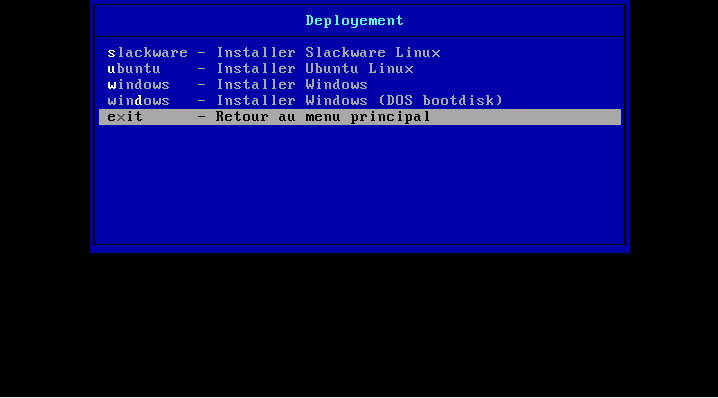 Deployement
slackware - Installer Slackware Linux
ubuntu - Installer Ubuntu Linux
windows - Installer Windows
windows - Installer Windows (DOS bootdisk)
exit - Retour au menu principal